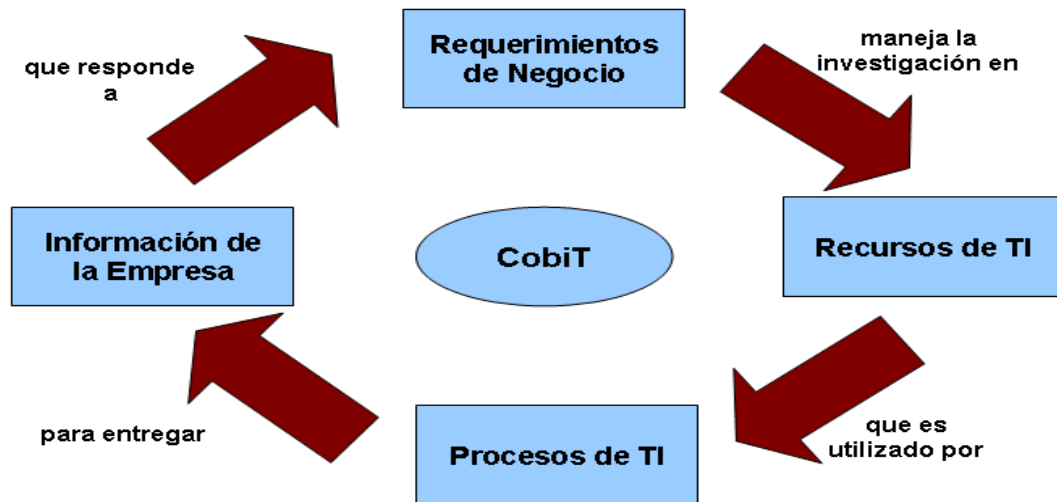 Requerimientos
de Negocio
que responde
a
maneja la
investigación en
Información de
la Empresa
CobiT
Recursos de TI
para entregar
Procesos de TI
que es
utilizado por